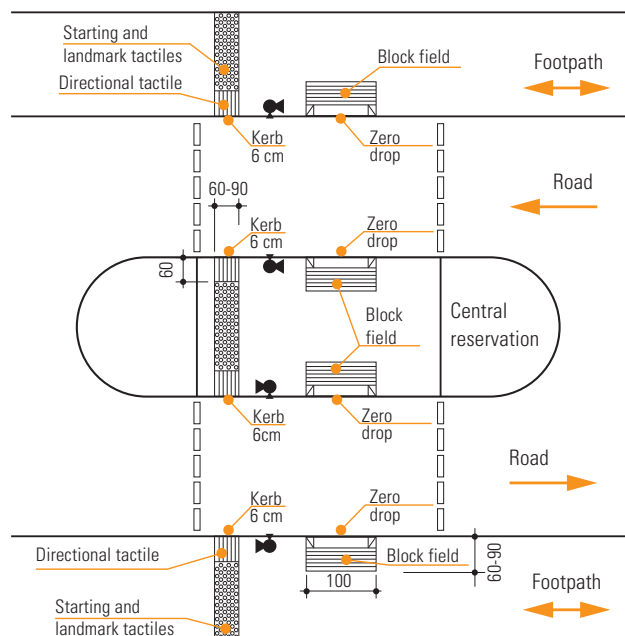 Starting and
landmark tactiles
Block field
Footpath
Directional tactile
Kerb
6 cm
Zero
drop
60-90
Road
Kerb
6 cm
Zero
drop
60
Block
field
Central
reservation
Kerb
6cm
Zero
drop
Road
Kerb
6 cm
Zero
drop
Directional tactile
Block field
60-90
100
Footpath
Starting and
landmark tactiles